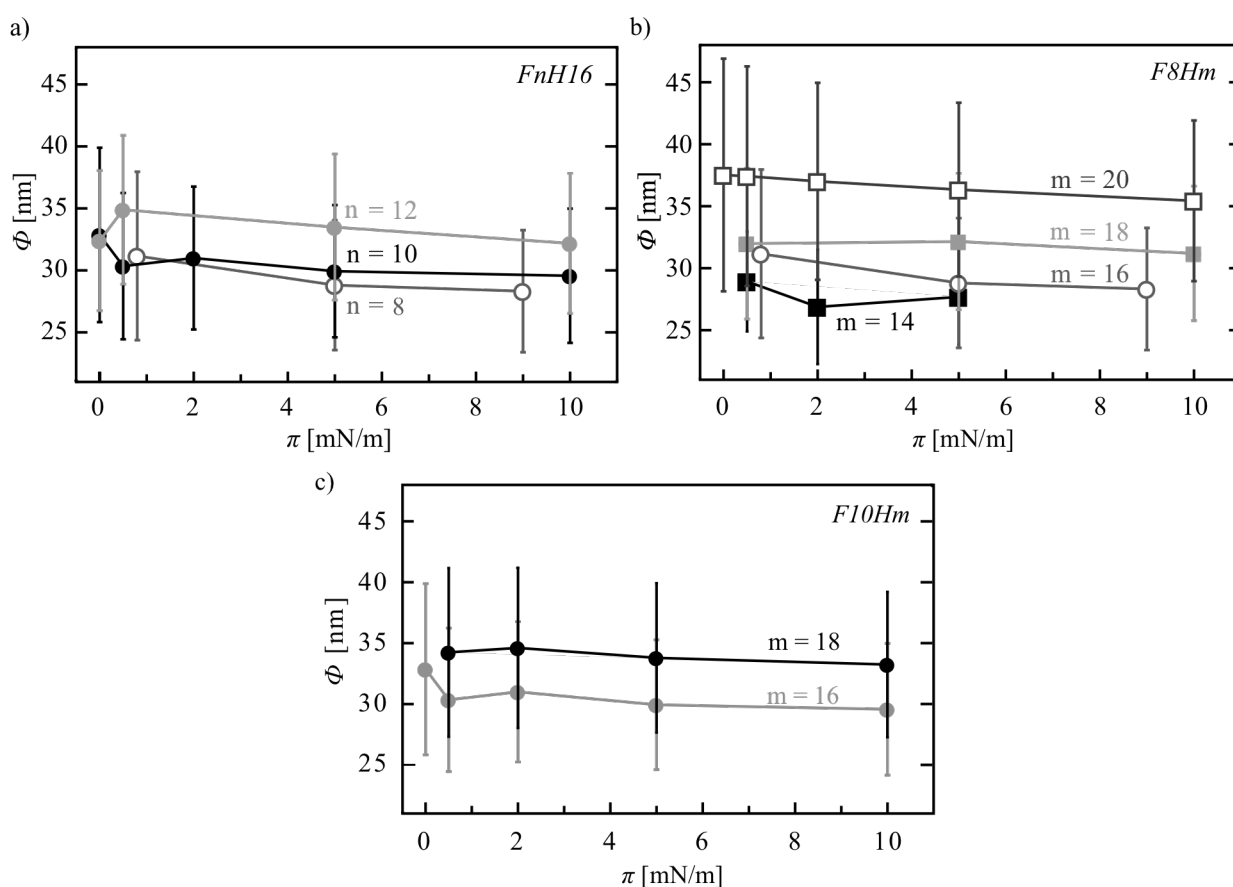 a)
FnH16
45
40
35
30
25
Φ [nm]
n = 12
n = 10
n = 8
0 2 4 6 8 10
π [mN/m]
b)
F8Hm
45
40
35
30
25
Φ [nm]
m = 20
m = 18
m = 16
m = 14
0 2 4 6 8 10
π [mN/m]
c)
F10Hm
45
40
35
30
25
Φ [nm]
m = 18
m = 16
0 2 4 6 8 10
π [mN/m]